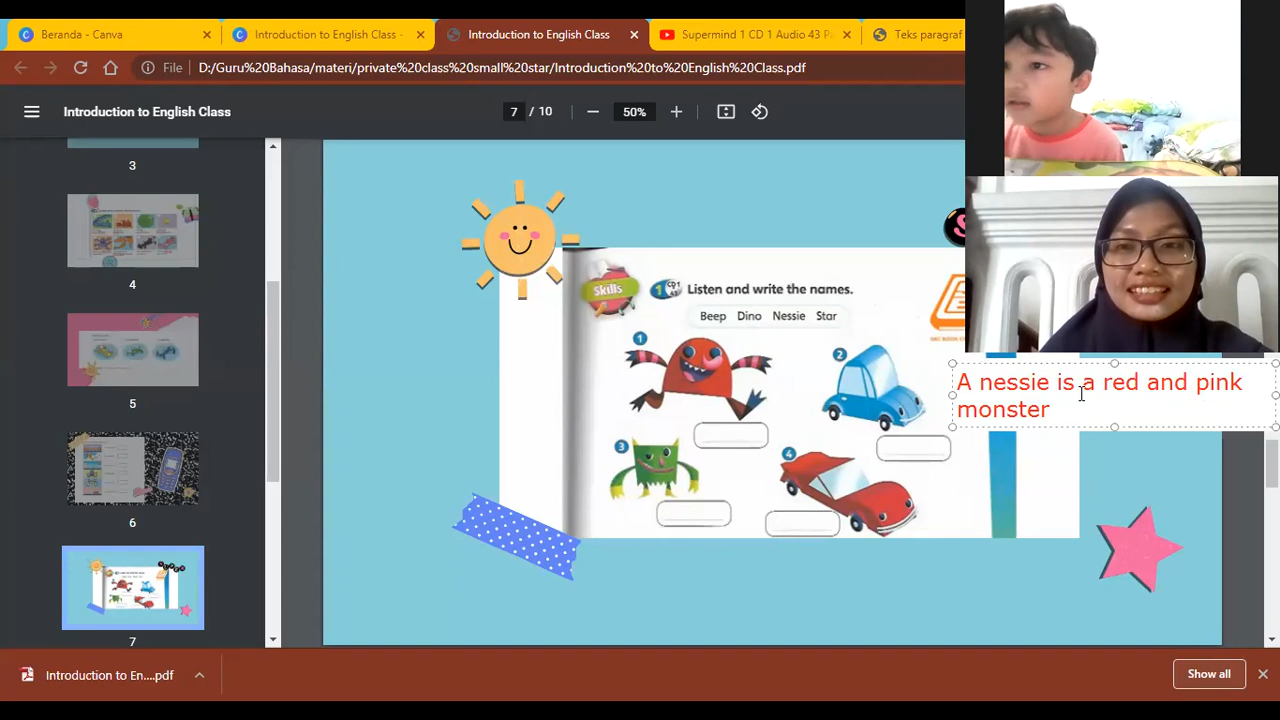 Beranda - Canva
Introduction to English Class -
Introduction to English Class
Supermind 1 CD 1 Audio 43 Pa
Teks paragraf
File
D:/Guru%20Bahasa/materi/private%20class%20small%20star/Introduction%20to%20English%20Class.pdf
Introduction to English Class
7 / 10
50%
3
4
5
6
7
Skills
1 CD1
Listen and write the names.
Beep Dino Nessie Star
1
2
3
4
A nessie is a red and pink
monster
Introduction to En....pdf
Show all